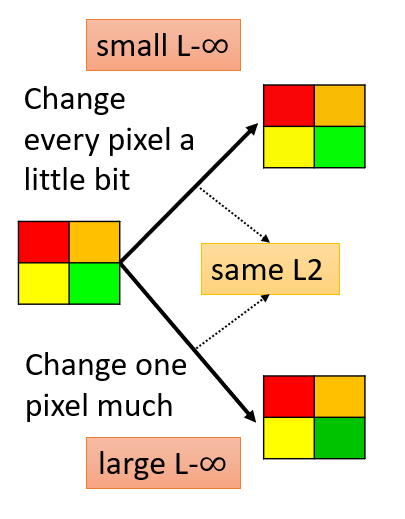 small L-∞
Change
every pixel a
little bit
same L2
Change one
pixel much
large L-∞